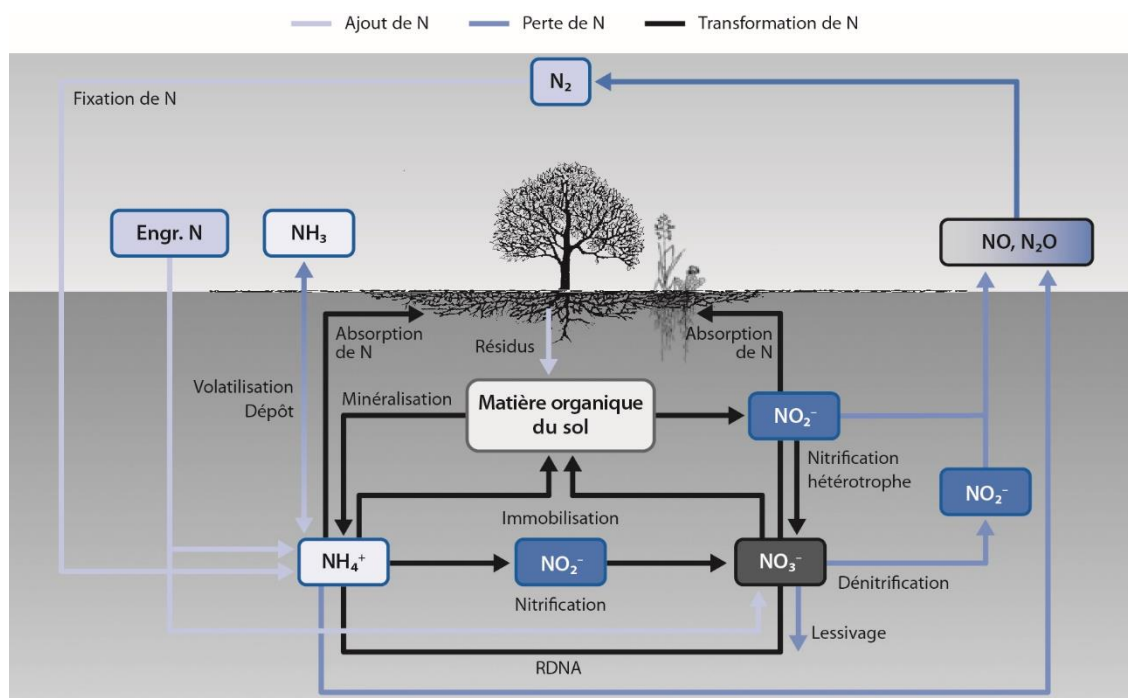 Ajout de N
Perte de N
Transformation de N
N₂
Fixation de N
Engr. N
NH₃
NO, N₂O
Absorption
de N
Résidus
Absorption
de N
Volatilisation
Dépôt
Minéralisation
Matière organique
du sol
NO₂⁻
Nitrification
hétérotrophe
NO₂⁻
Immobilisation
NH₄⁺
NO₂⁻
NO₃⁻
Dénitrification
Nitrification
Lessivage
RDNA